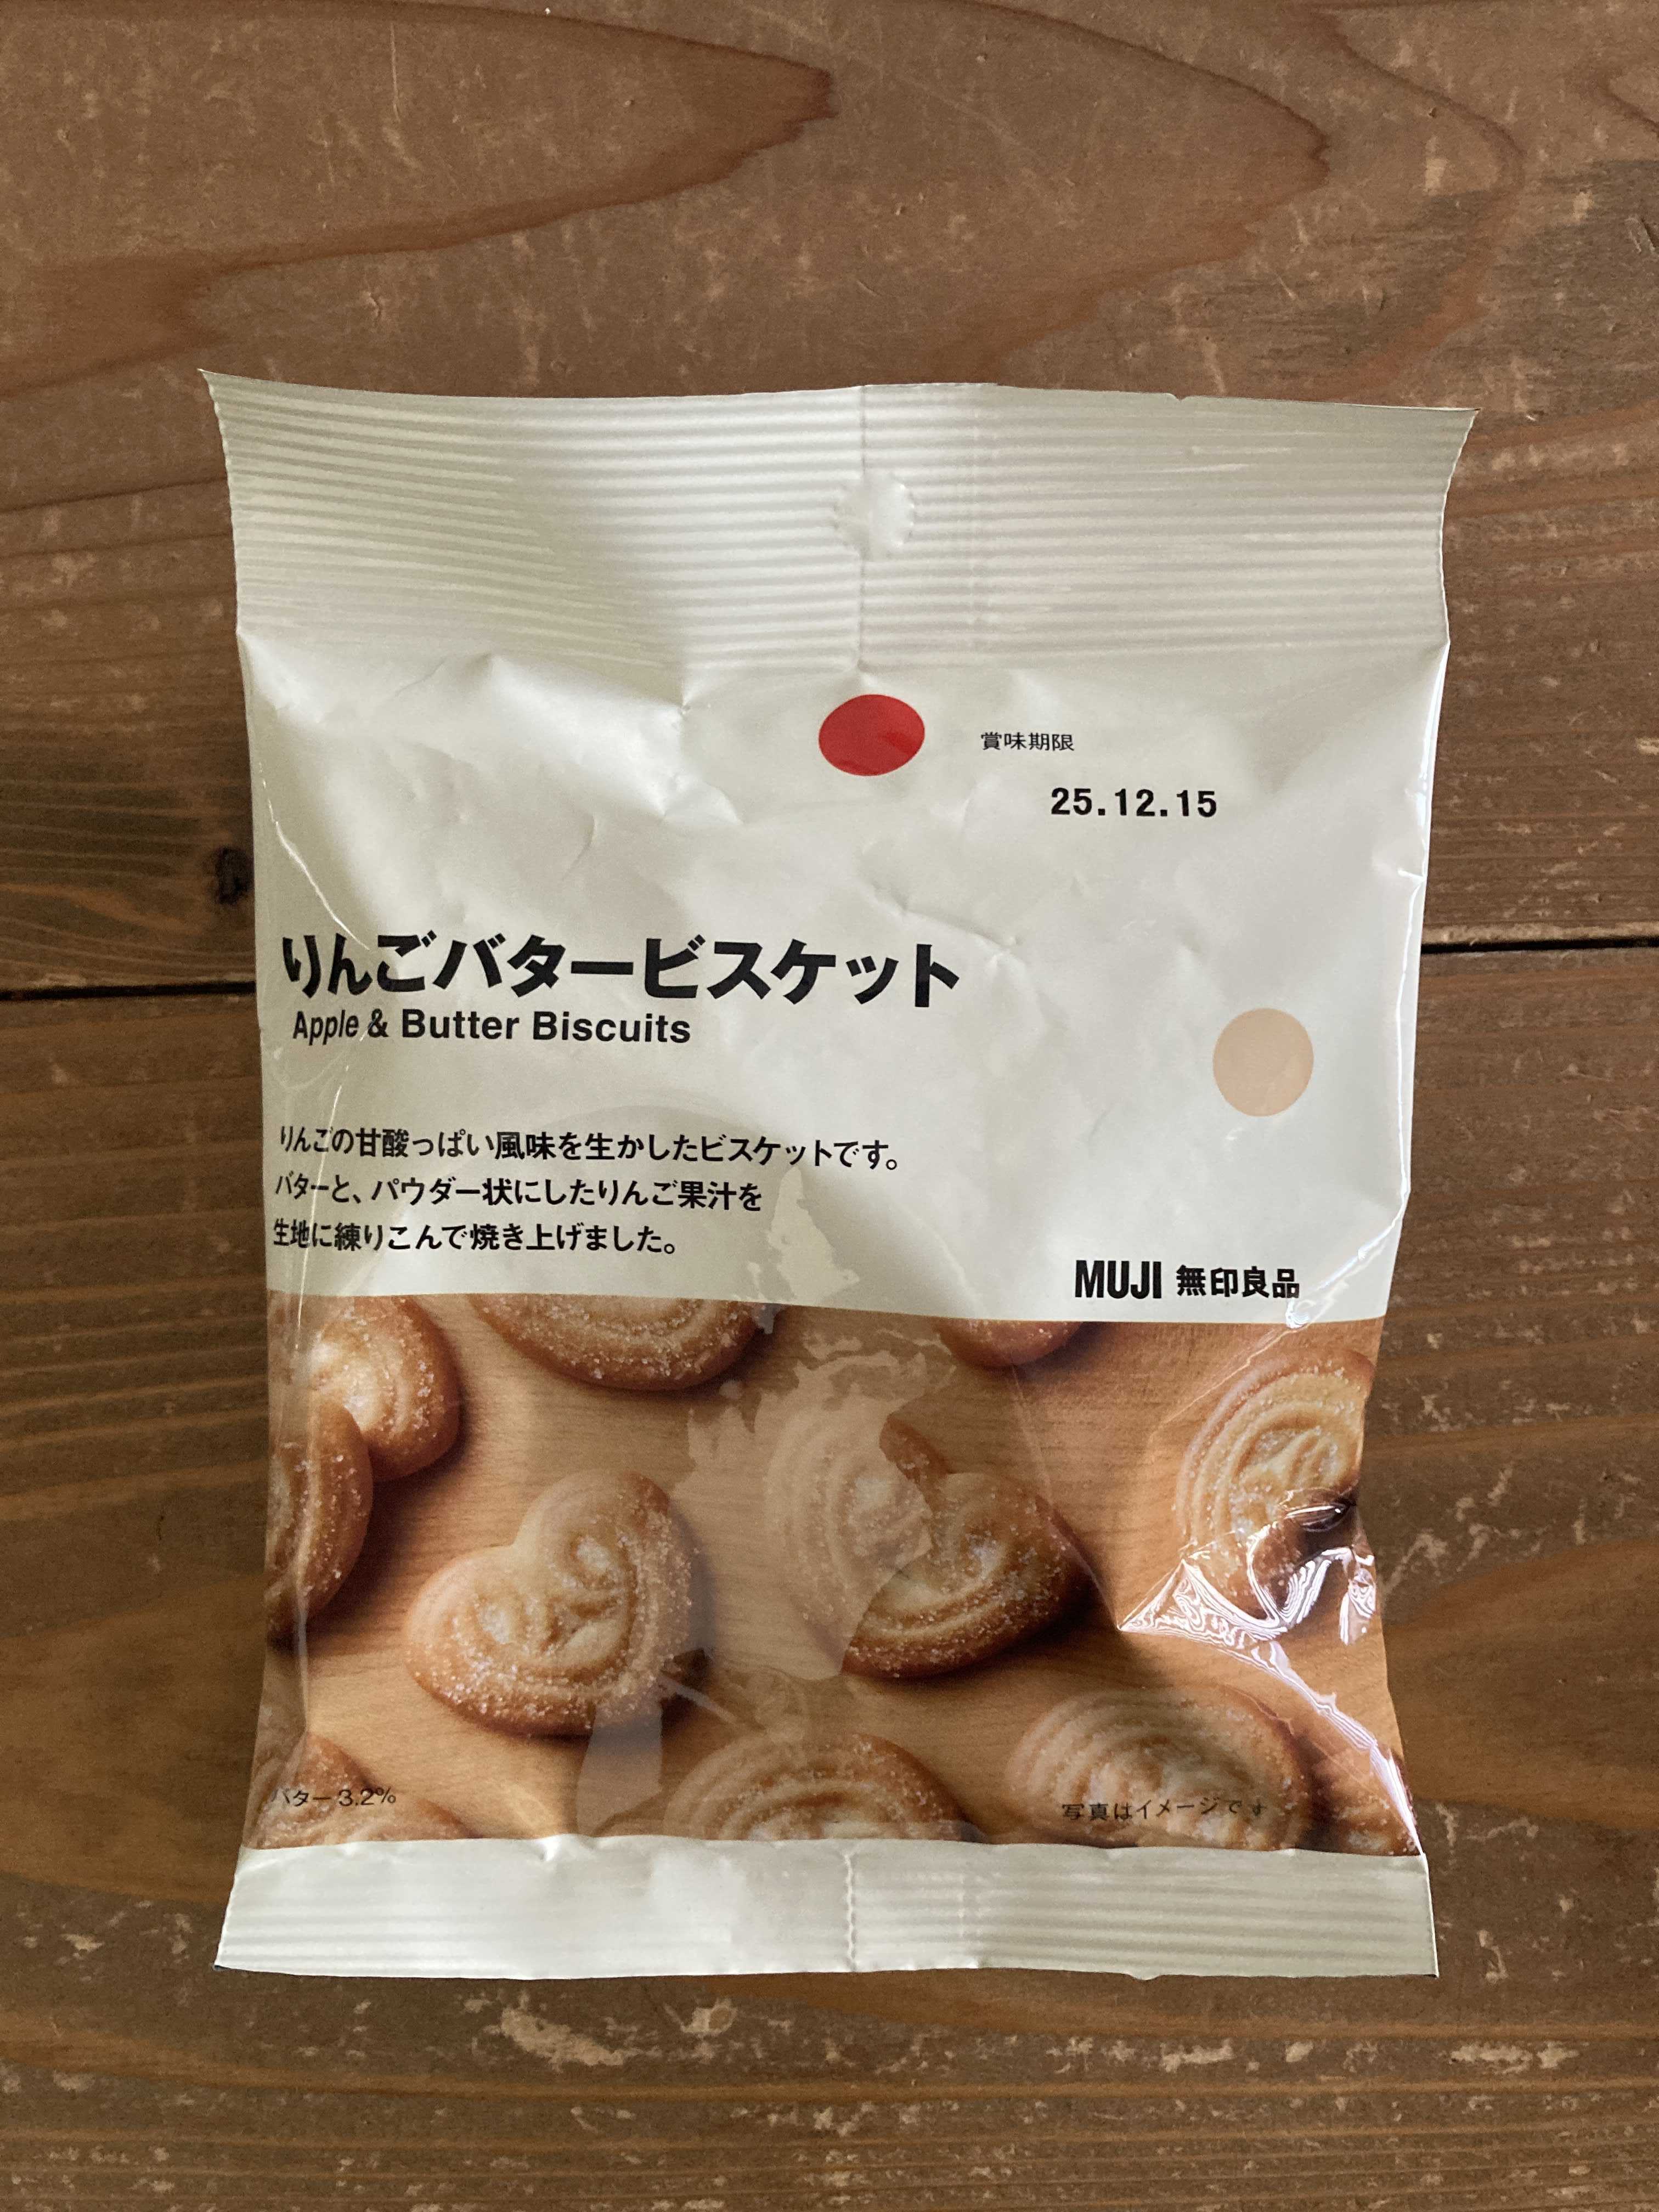 賞味期限
25.12.15
りんごバタービスケット
Apple & Butter Biscuits
りんごの甘酸っぱい風味を生かしたビスケットです。
バターと、パウダー状にしたりんご果汁を
生地に練りこんで焼き上げました。
MUJI 無印良品
バター 3.2%
写真はイメージです